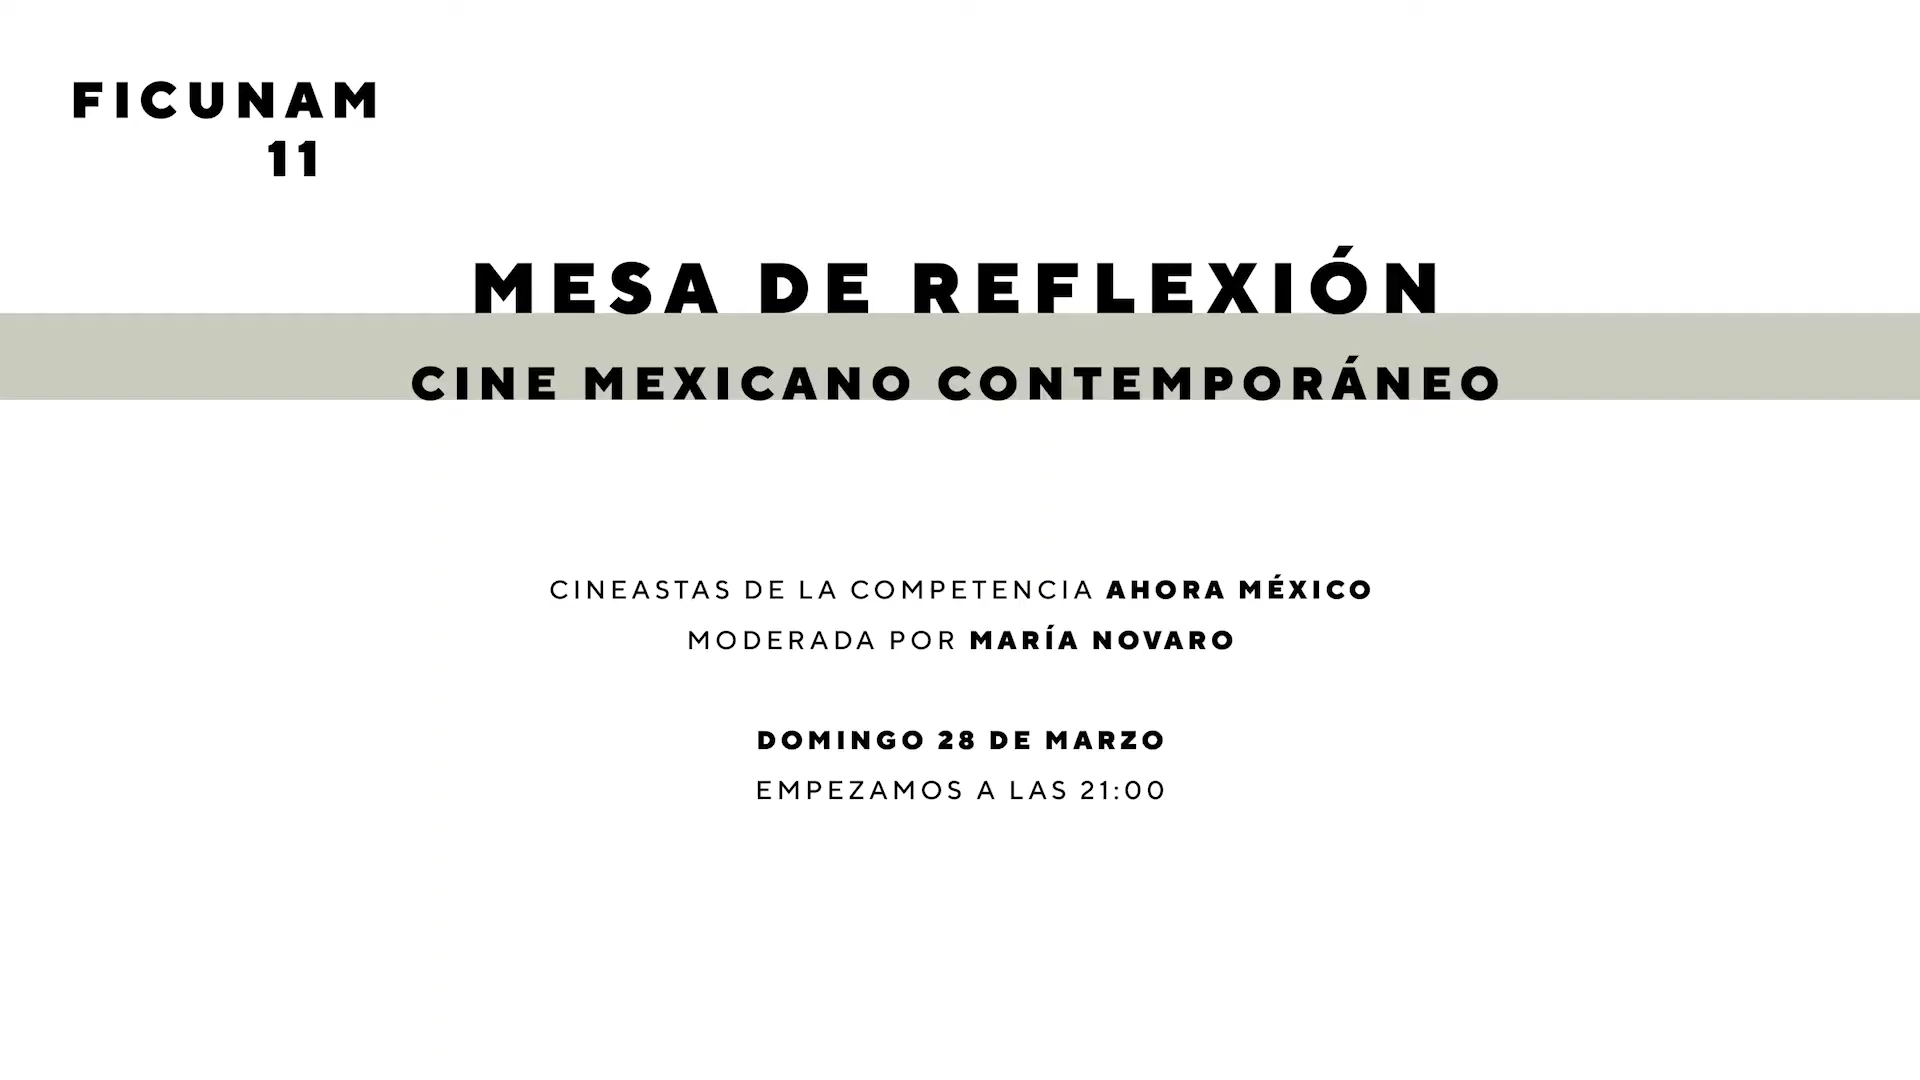 FICUNAM
11
MESA DE REFLEXIÓN
CINE MEXICANO CONTEMPORÁNEO
CINEASTAS DE LA COMPETENCIA AHORA MÉXICO
MODERADA POR MARÍA NOVARO
DOMINGO 28 DE MARZO
EMPEZAMOS A LAS 21:00